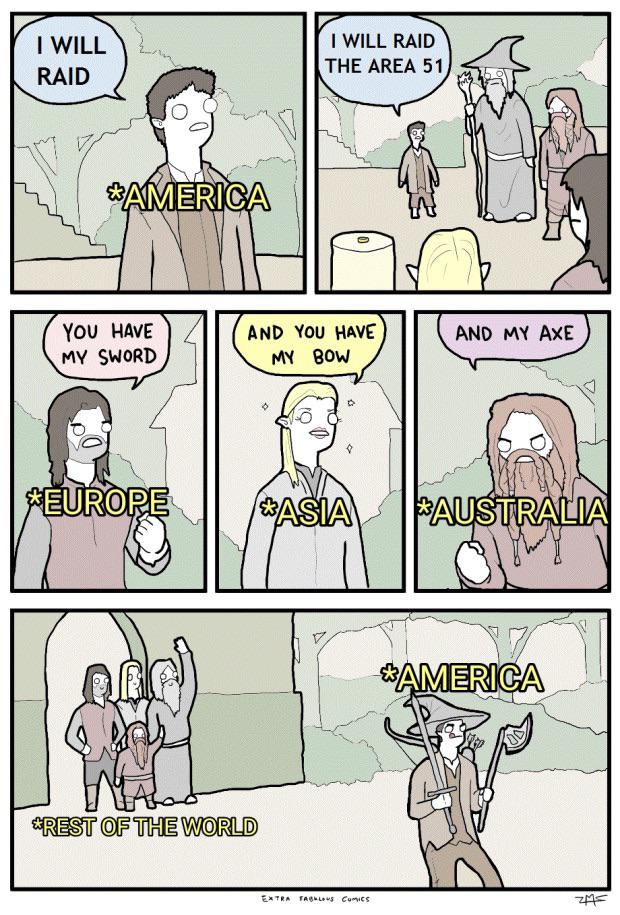 I WILL
RAID
*AMERICA
I WILL RAID
THE AREA 51
YOU HAVE
MY SWORD
*EUROPE
AND YOU HAVE
MY BOW
*ASIA
AND MY AXE
*AUSTRALIA
*AMERICA
*REST OF THE WORLD
EXTRA FABULOUS COMICS
ZMS